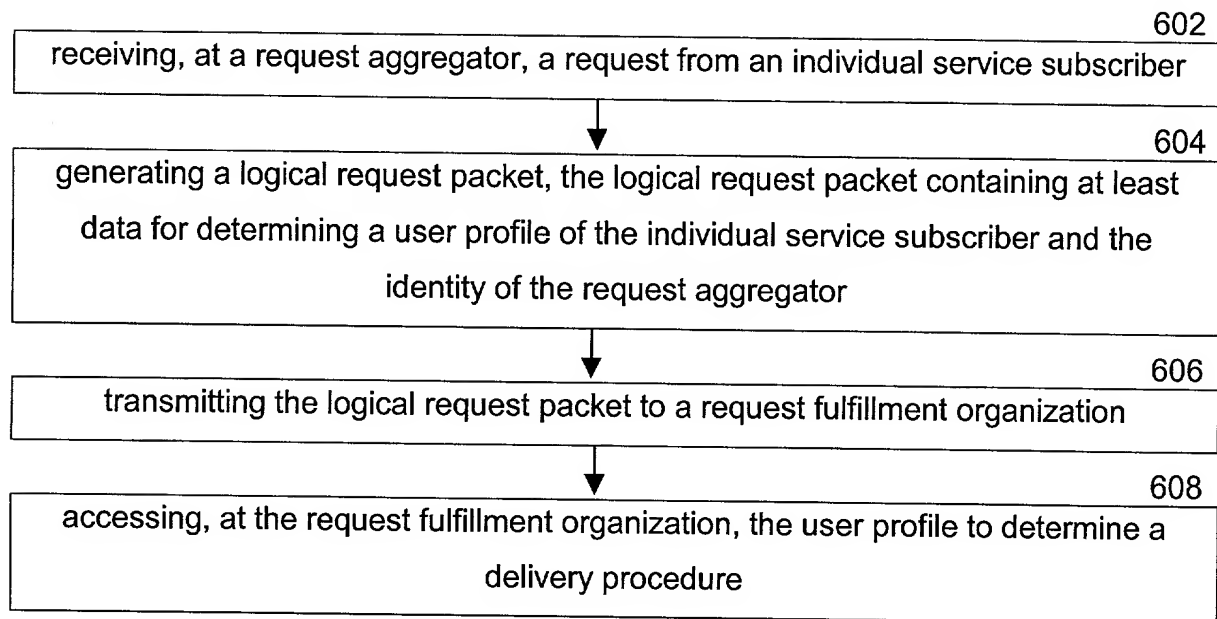 602
receiving, at a request aggregator, a request from an individual service subscriber
604
generating a logical request packet, the logical request packet containing at least
data for determining a user profile of the individual service subscriber and the
identity of the request aggregator
606
transmitting the logical request packet to a request fulfillment organization
608
accessing, at the request fulfillment organization, the user profile to determine a
delivery procedure